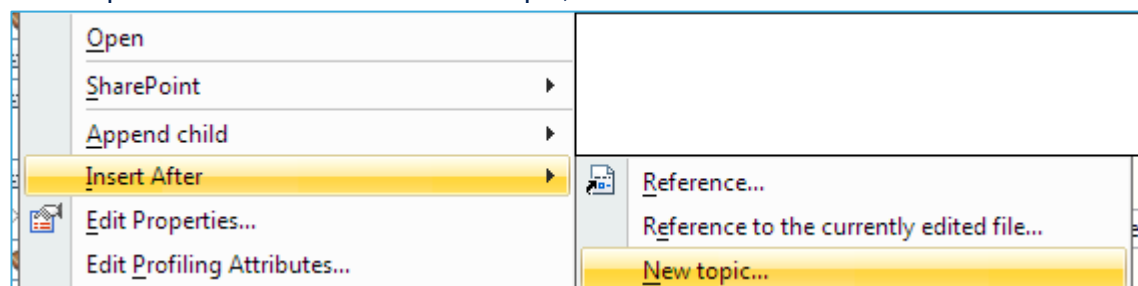 Open
SharePoint
Append child
Insert After
Edit Properties...
Edit Profiling Attributes...
Reference...
Reference to the currently edited file...
New topic...